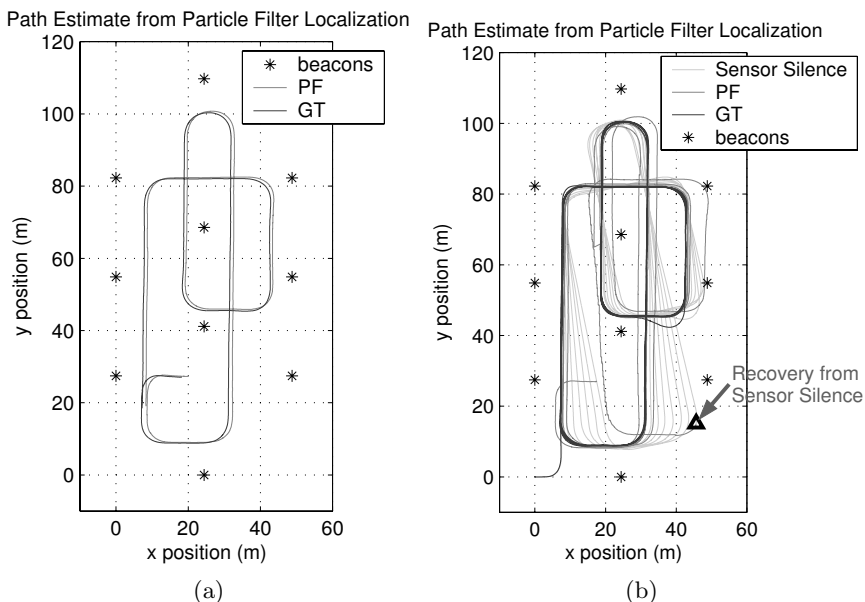 Path Estimate from Particle Filter Localization
beacons
PF
GT
120
100
80
60
40
20
0
y position (m)
0
20
40
60
x position (m)
(a)
Path Estimate from Particle Filter Localization
Sensor Silence
PF
GT
beacons
120
100
80
60
40
20
0
y position (m)
Recovery from
Sensor Silence
0
20
40
60
x position (m)
(b)